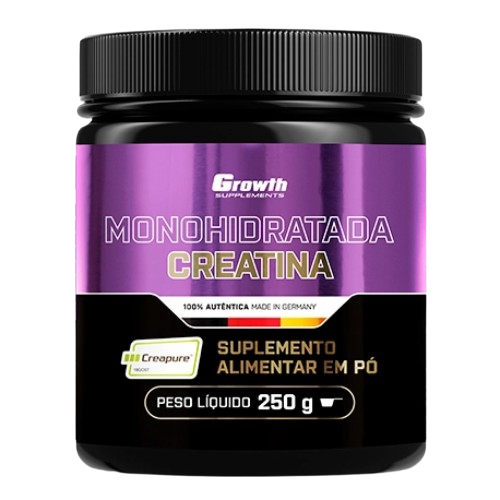 Growth
SUPPLEMENTS
MONOHIDRATADA
CREATINA
100% AUTÊNTICA MADE IN GERMANY
Creapure®
SUPLEMENTO
ALIMENTAR EM PÓ
PESO LÍQUIDO 250 g